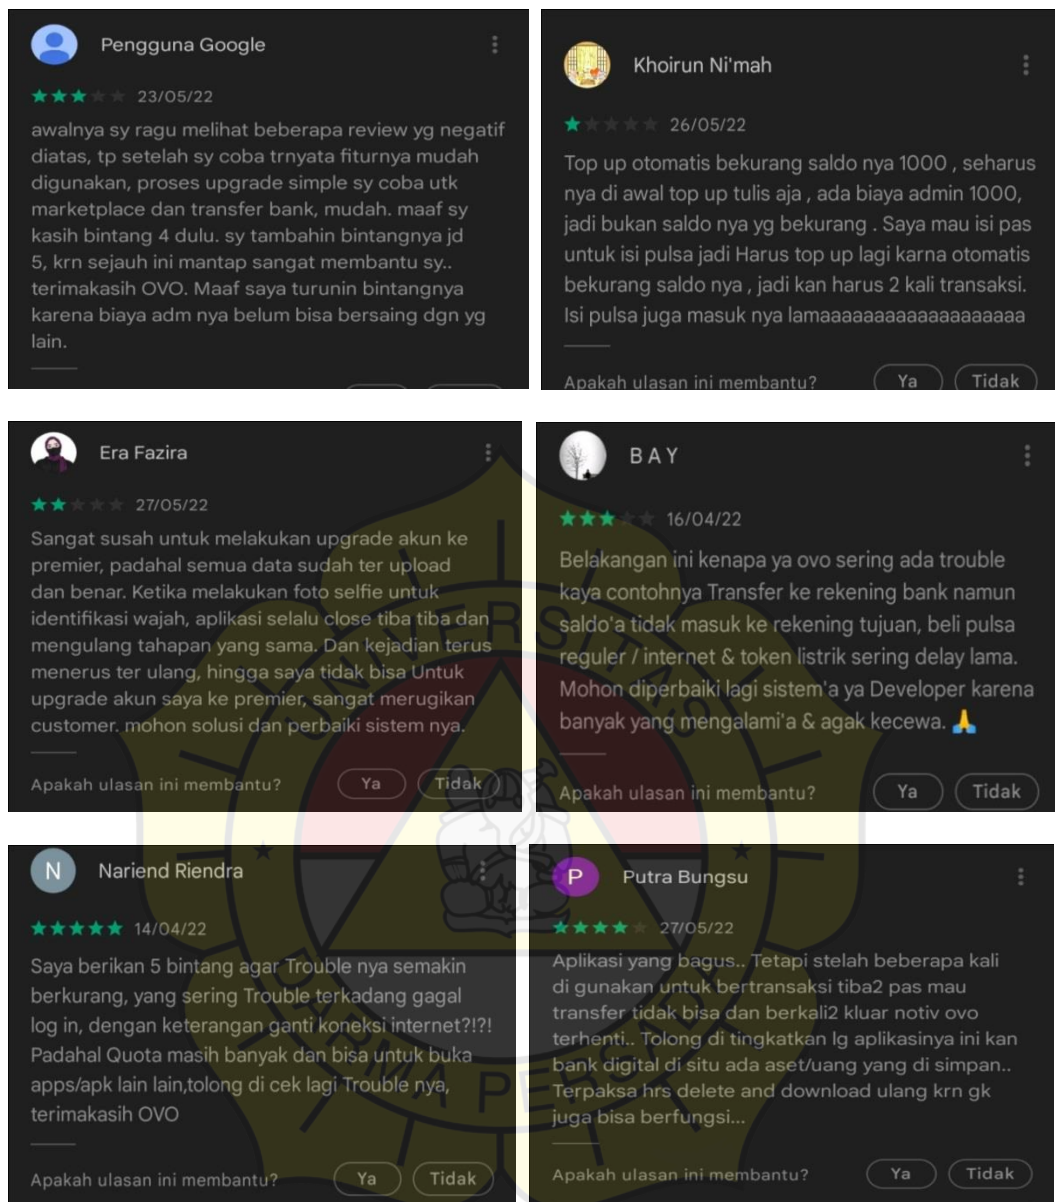 Pengguna Google
23/05/22
awalnya sy ragu melihat beberapa review yg negatif
diatas, tp setelah sy coba trnyata fiturnya mudah
digunakan, proses upgrade simple sy coba utk
marketplace dan transfer bank, mudah. maaf sy
kasih bintang 4 dulu. sy tambahin bintangnya jd
5, krn sejauh ini mantap sangat membantu sy..
terimakasih OVO. Maaf saya turunin bintangnya
karena biaya adm nya belum bisa bersaing dgn yg
lain.
Khoirun Ni'mah
26/05/22
Top up otomatis bekurang saldo nya 1000 , seharus
nya di awal top up tulis aja , ada biaya admin 1000,
jadi bukan saldo nya yg bekurang . Saya mau isi pas
untuk isi pulsa jadi Harus top up lagi karna otomatis
bekurang saldo nya , jadi kan harus 2 kali transaksi.
Isi pulsa juga masuk nya lamaaaaaaaaaaaaaaaaaaa
Apakah ulasan ini membantu? Ya Tidak
Era Fazira
27/05/22
Sangat susah untuk melakukan upgrade akun ke
premier, padahal semua data sudah ter upload
dan benar. Ketika melakukan foto selfie untuk
identifikasi wajah, aplikasi selalu close tiba tiba dan
mengulang tahapan yang sama. Dan kejadian terus
menerus ter ulang, hingga saya tidak bisa Untuk
upgrade akun saya ke premier, sangat merugikan
customer. mohon solusi dan perbaiki sistem nya.
Apakah ulasan ini membantu? Ya Tidak
B A Y
16/04/22
Belakangan ini kenapa ya ovo sering ada trouble
kaya contohnya Transfer ke rekening bank namun
saldo'a tidak masuk ke rekening tujuan, beli pulsa
reguler / internet & token listrik sering delay lama.
Mohon diperbaiki lagi sistem'a ya Developer karena
banyak yang mengalami'a & agak kecewa. 🙏
Apakah ulasan ini membantu? Ya Tidak
N
Nariend Riendra
14/04/22
Saya berikan 5 bintang agar Trouble nya semakin
berkurang, yang sering Trouble terkadang gagal
log in, dengan keterangan ganti koneksi internet?!?!
Padahal Quota masih banyak dan bisa untuk buka
apps/apk lain lain,tolong di cek lagi Trouble nya,
terimakasih OVO
Apakah ulasan ini membantu? Ya Tidak
P
Putra Bungsu
27/05/22
Aplikasi yang bagus.. Tetapi stelah beberapa kali
di gunakan untuk bertransaksi tiba2 pas mau
transfer tidak bisa dan berkali2 kluar notiv ovo
terhenti.. Tolong di tingkatkan lg aplikasinya ini kan
bank digital di situ ada aset/uang yang di simpan..
Terpaksa hrs delete and download ulang krn gk
juga bisa berfungsi...
Apakah ulasan ini membantu? Ya Tidak
UNIVERSITAS
DARMA PERSADA